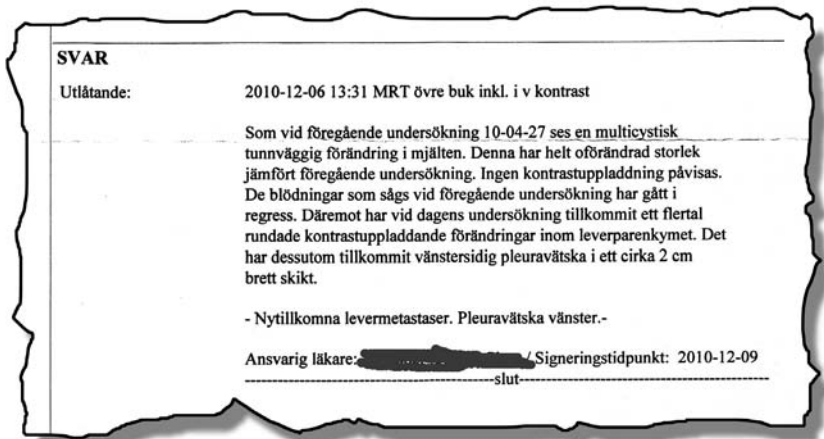 SVAR
Utlåtande: 2010-12-06 13:31 MRT övre buk inkl. i v kontrast
Som vid föregående undersökning 10-04-27 ses en multicystisk
tunnväggig förändring i mjälten. Denna har helt oförändrad storlek
jämfört föregående undersökning. Ingen kontrastuppladdning påvisas.
De blödningar som sågs vid föregående undersökning har gått i
regress. Däremot har vid dagens undersökning tillkommit ett flertal
rundade kontrastuppladdande förändringar inom leverparenkymet. Det
har dessutom tillkommit vänstersidig pleuravätska i ett cirka 2 cm
brett skikt.
- Nytillkomna levermetastaser. Pleuravätska vänster.-
Ansvarig läkare: / Signeringstidpunkt: 2010-12-09
----------------------------------------slut----------------------------------------